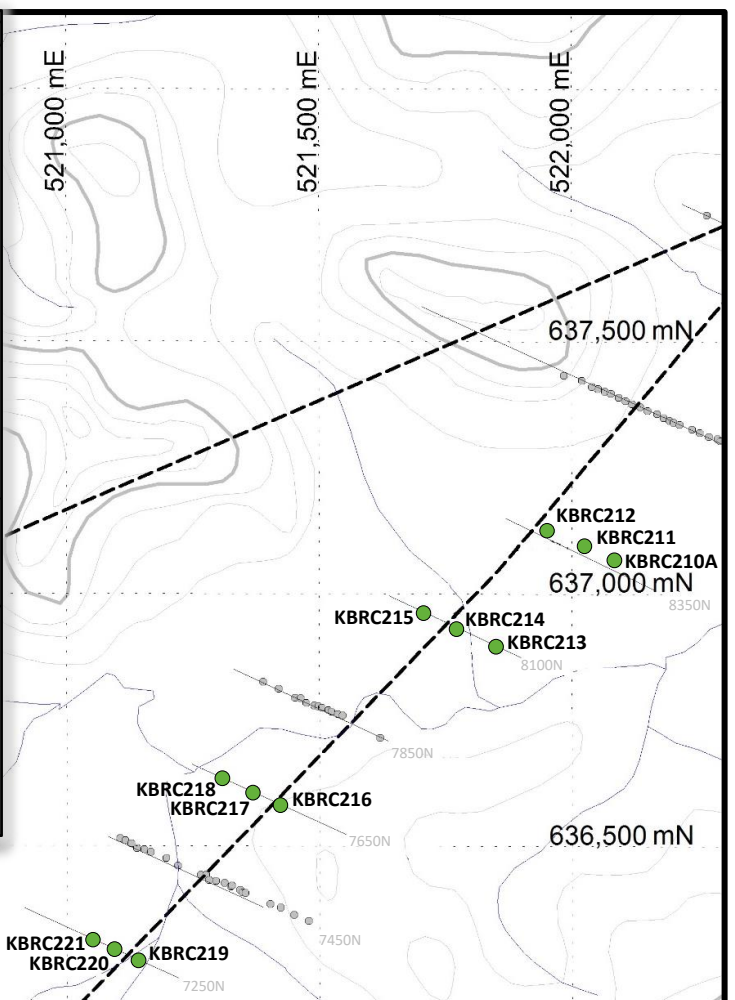 521,000 mE
521,500 mE
522,000 mE
637,500 mN
KBRC212
KBRC211
KBRC210A
637,000 mN
8350N
KBRC215
KBRC214
KBRC213
8100N
7850N
KBRC218
KBRC217
KBRC216
7650N
636,500 mN
7450N
KBRC221
KBRC220
KBRC219
7250N